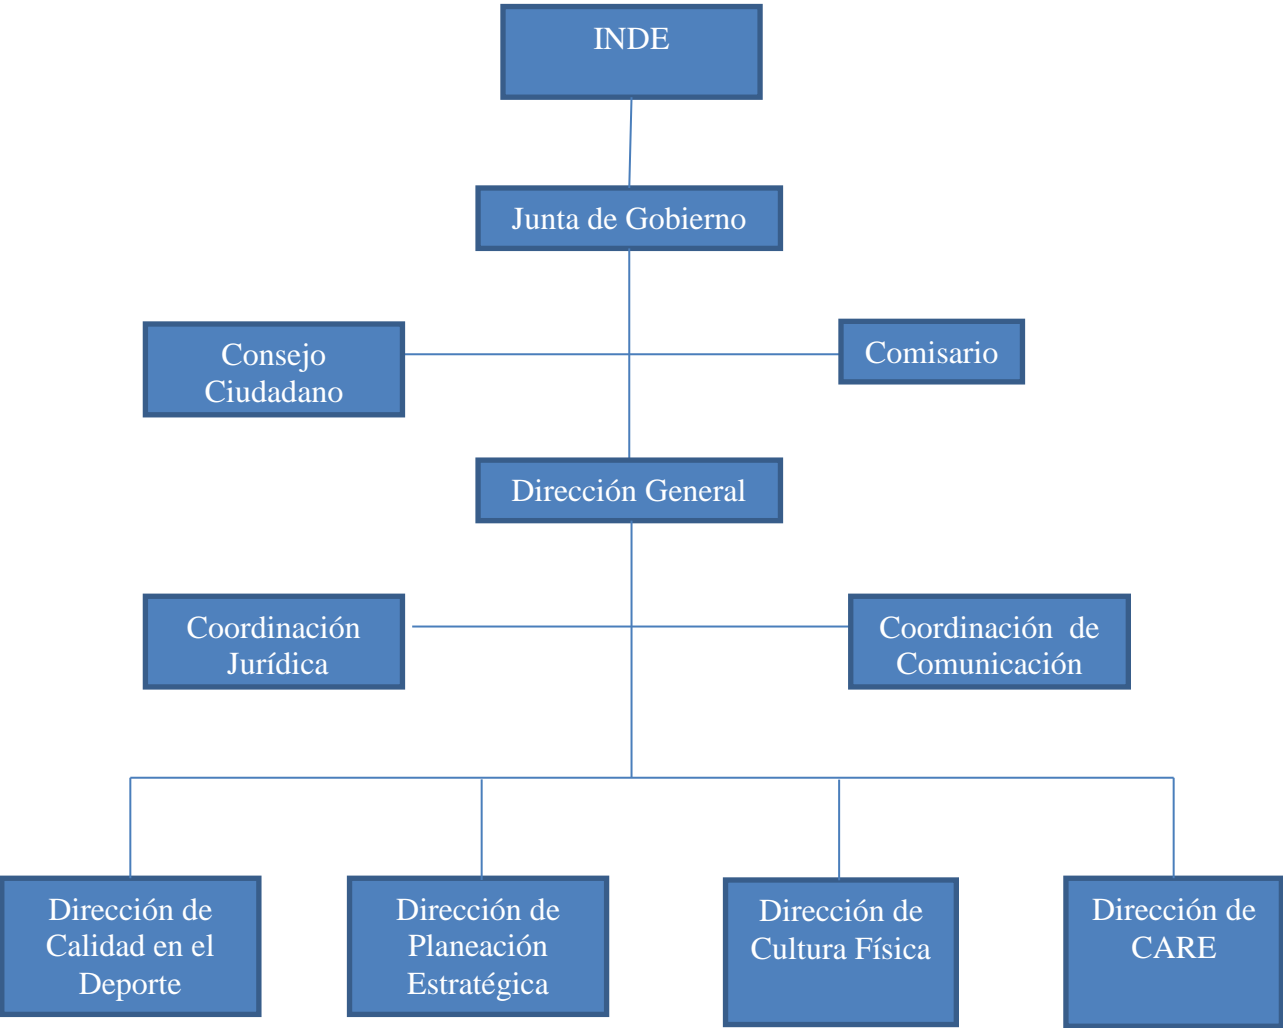 INDE
Junta de Gobierno
Consejo
Ciudadano
Comisario
Dirección General
Coordinación
Jurídica
Coordinación  de
Comunicación
Dirección de
Calidad en el
Deporte
Dirección de
Planeación
Estratégica
Dirección de
Cultura Física
Dirección de
CARE